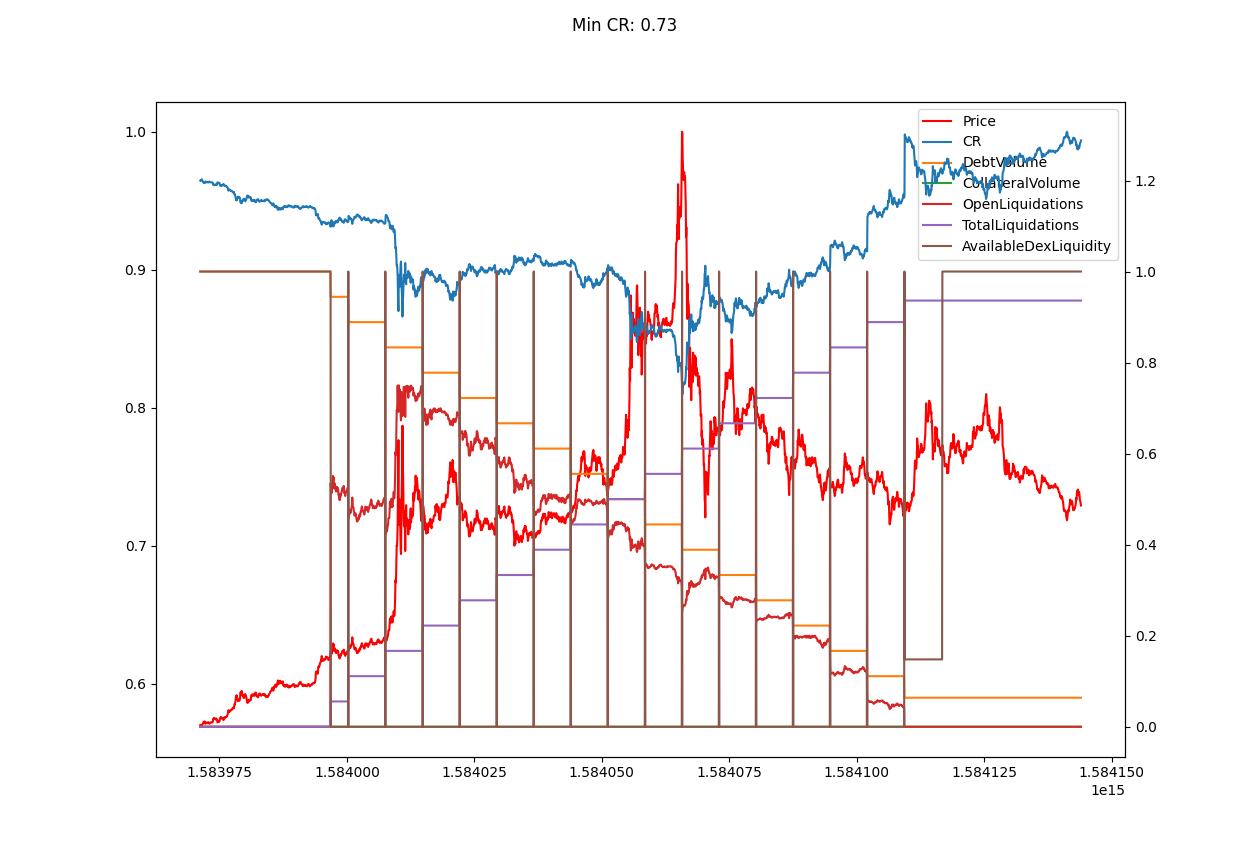 Min CR: 0.73
1.0
0.9
0.8
0.7
0.6
Price
CR
DebtVolume
CollateralVolume
OpenLiquidations
TotalLiquidations
AvailableDexLiquidity
1.2
1.0
0.8
0.6
0.4
0.2
0.0
1.583975 1.584000 1.584025 1.584050 1.584075 1.584100 1.584125 1.584150
1e15